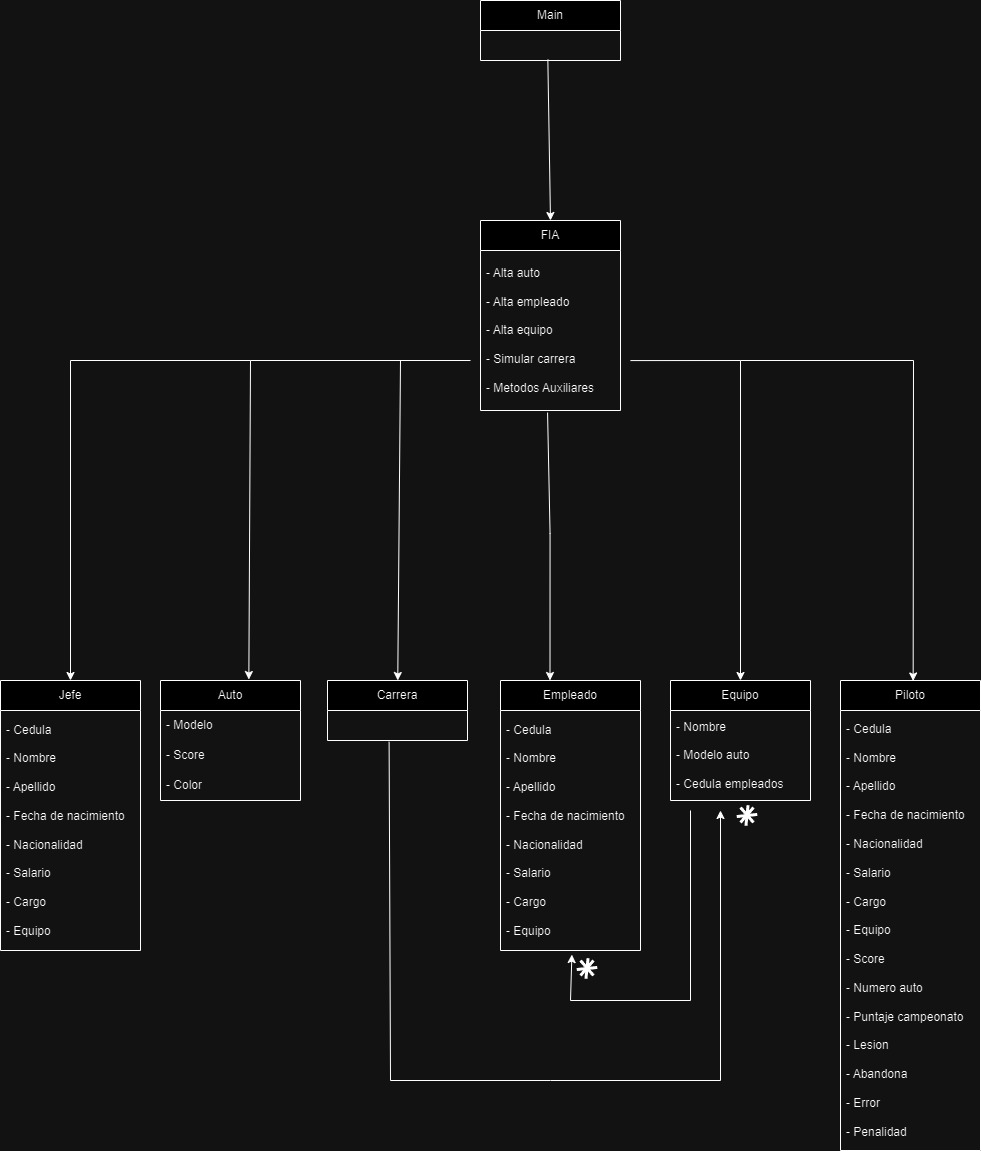 Main
FIA
- Alta auto
- Alta empleado
- Alta equipo
- Simular carrera
- Metodos Auxiliares
Jefe
- Cedula
- Nombre
- Apellido
- Fecha de nacimiento
- Nacionalidad
- Salario
- Cargo
- Equipo
Auto
- Modelo
- Score
- Color
Carrera
Empleado
- Cedula
- Nombre
- Apellido
- Fecha de nacimiento
- Nacionalidad
- Salario
- Cargo
- Equipo
*
Equipo
- Nombre
- Modelo auto
- Cedula empleados
*
Piloto
- Cedula
- Nombre
- Apellido
- Fecha de nacimiento
- Nacionalidad
- Salario
- Cargo
- Equipo
- Score
- Numero auto
- Puntaje campeonato
- Lesion
- Abandona
- Error
- Penalidad